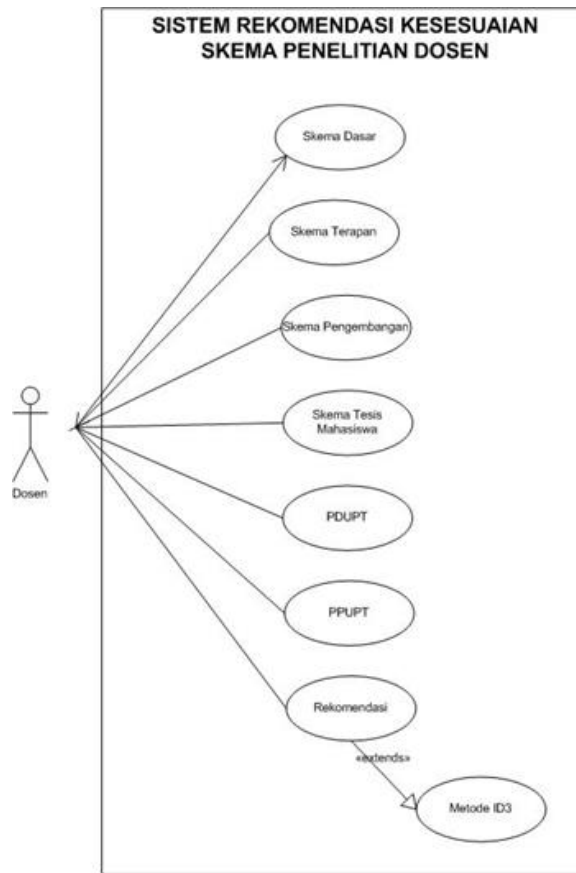 SISTEM REKOMENDASI KESESUAIAN
SKEMA PENELITIAN DOSEN
Skema Dasar
Skema Terapan
Skema Pengembangan
Skema Tesis
Mahasiswa
Dosen
PDUPT
PPUPT
Rekomendasi
«extends»
Metode ID3